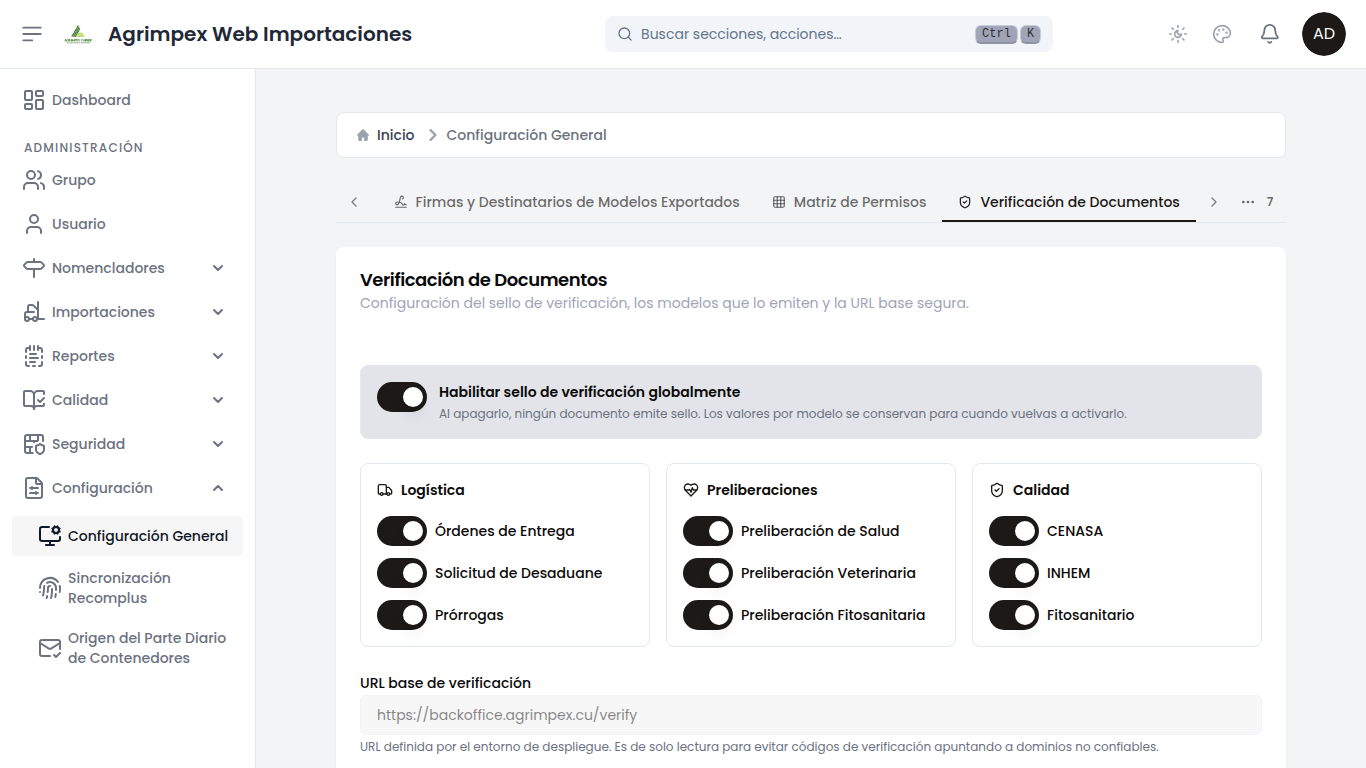 Agrimpex Web Importaciones
Buscar secciones, acciones...
Ctrl K
AD
Dashboard
ADMINISTRACIÓN
Grupo
Usuario
Nomencladores
Importaciones
Reportes
Calidad
Seguridad
Configuración
Configuración General
Sincronización
Recomplus
Origen del Parte Diario
de Contenedores
Inicio
Configuración General
Firmas y Destinatarios de Modelos Exportados
Matriz de Permisos
Verificación de Documentos
7
Verificación de Documentos
Configuración del sello de verificación, los modelos que lo emiten y la URL base segura.
Habilitar sello de verificación globalmente
Al apagarlo, ningún documento emite sello. Los valores por modelo se conservan para cuando vuelvas a activarlo.
Logística
Órdenes de Entrega
Solicitud de Desaduane
Prórrogas
Preliberaciones
Preliberación de Salud
Preliberación Veterinaria
Preliberación Fitosanitaria
Calidad
CENASA
INHEM
Fitosanitario
URL base de verificación
https://backoffice.agrimpex.cu/verify
URL definida por el entorno de despliegue. Es de solo lectura para evitar códigos de verificación apuntando a dominios no confiables.